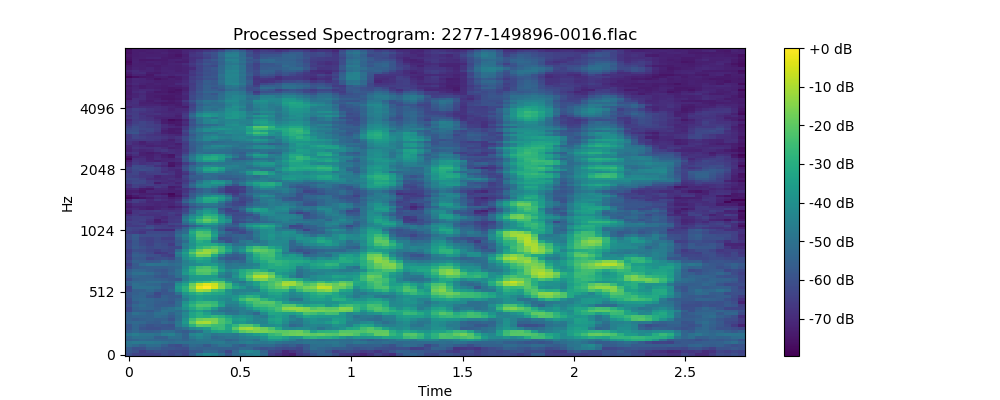 Processed Spectrogram: 2277-149896-0016.flac
Hz
4096
2048
1024
512
0
0
0.5
1
1.5
2
2.5
Time
+0 dB
-10 dB
-20 dB
-30 dB
-40 dB
-50 dB
-60 dB
-70 dB